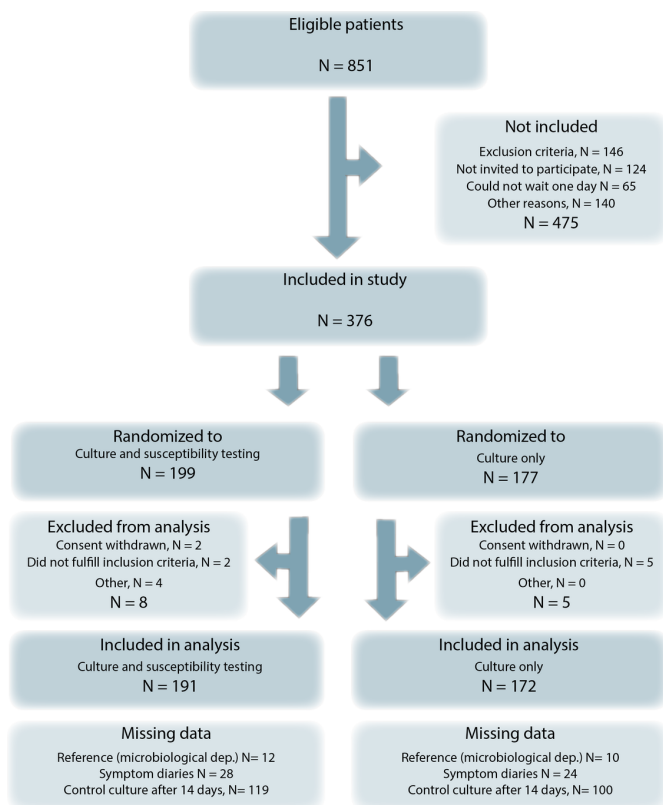 Eligible patients
N = 851
Not included
Exclusion criteria, N = 146
Not invited to participate, N = 124
Could not wait one day N = 65
Other reasons, N = 140
N = 475
Included in study
N = 376
Randomized to
Culture and susceptibility testing
N = 199
Randomized to
Culture only
N = 177
Excluded from analysis
Consent withdrawn, N = 2
Did not fulfill inclusion criteria, N = 2
Other, N = 4
N = 8
Excluded from analysis
Consent withdrawn, N = 0
Did not fulfill inclusion criteria, N = 5
Other, N = 0
N = 5
Included in analysis
Culture and susceptibility testing
N = 191
Included in analysis
Culture only
N = 172
Missing data
Reference (microbiological dep.) N= 12
Symptom diaries N = 28
Control culture after 14 days, N= 119
Missing data
Reference (microbiological dep.) N= 10
Symptom diaries N = 24
Control culture after 14 days, N= 100